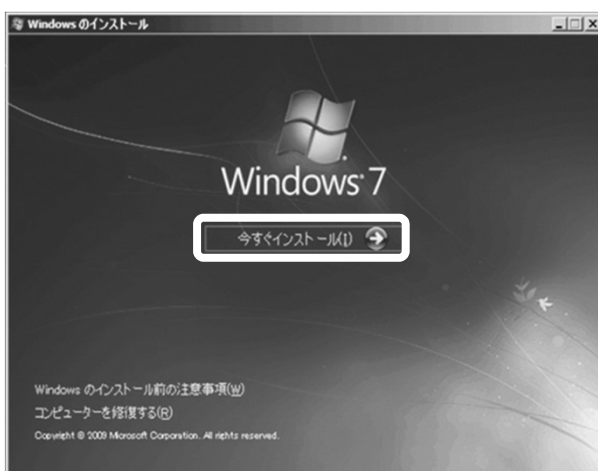 Windows のインストール
Windows 7
今すぐインストール(I)
Windows のインストール前の注意事項(W)
コンピューターを修復する(R)
Copyright © 2009 Microsoft Corporation. All rights reserved.